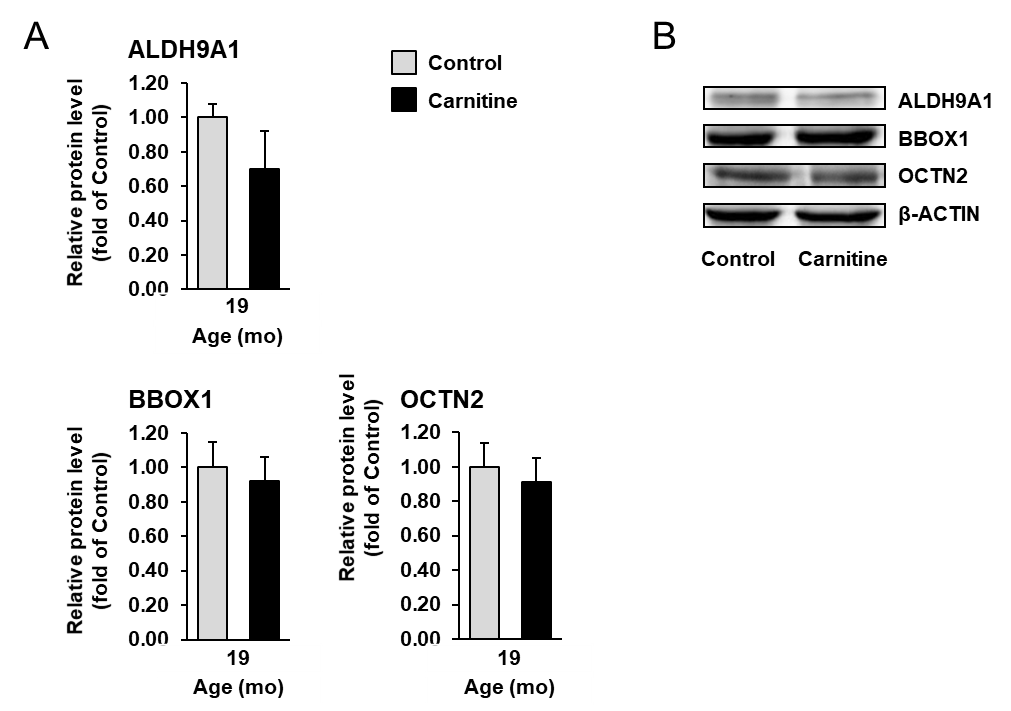 A
ALDH9A1
Relative protein level
(fold of Control)
1.20
1.00
0.80
0.60
0.40
0.20
0.00
19
Age (mo)
Control
Carnitine
B
ALDH9A1
BBOX1
OCTN2
β-ACTIN
Control Carnitine
BBOX1
Relative protein level
(fold of Control)
1.20
1.00
0.80
0.60
0.40
0.20
0.00
19
Age (mo)
OCTN2
Relative protein level
(fold of Control)
1.20
1.00
0.80
0.60
0.40
0.20
0.00
19
Age (mo)